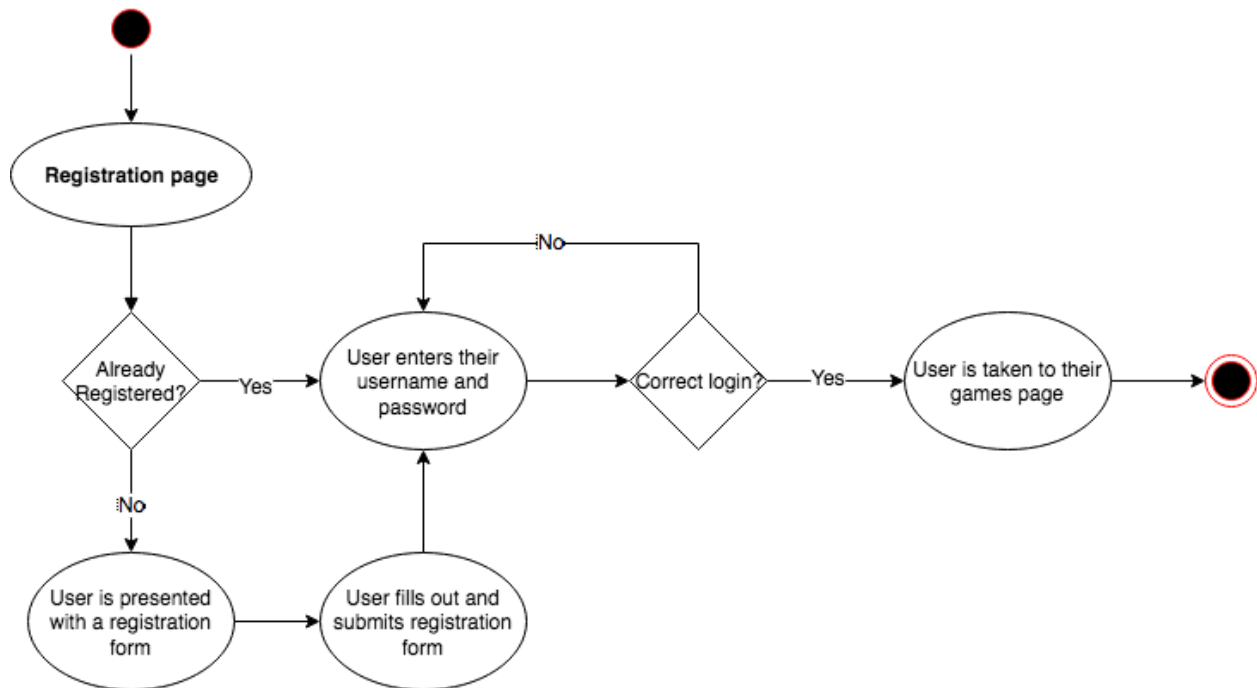 Registration page
No
Already
Registered?
Yes
User enters their
username and
password
Correct login?
Yes
User is taken to their
games page
No
User is presented
with a registration
form
User fills out and
submits registration
form